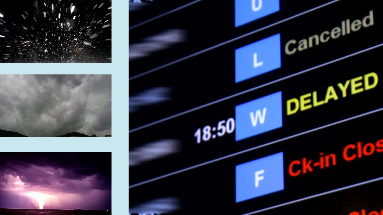 U
L Cancelled
18:50 W DELAYED
F Ck-in Clos